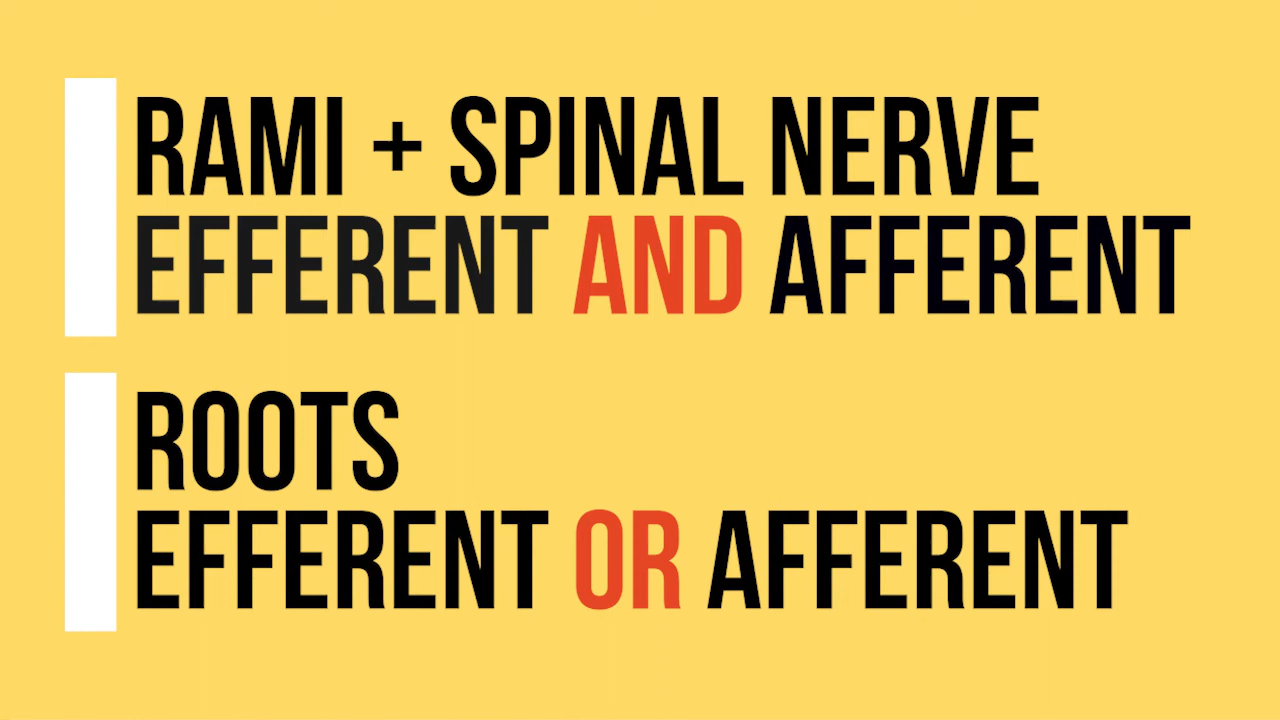 RAMI + SPINAL NERVE
EFFERENT AND AFFERENT
ROOTS
EFFERENT OR AFFERENT